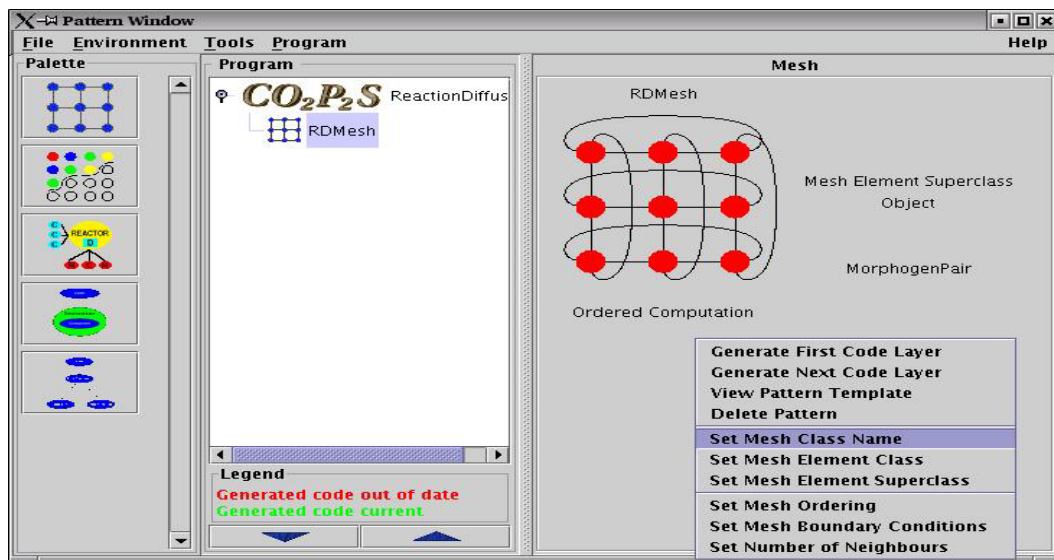 Pattern Window
File Environment Tools Program Help
Palette
REACTOR
D
C
C
C
Program
CO2P2S ReactionDiffus
RDMesh
Legend
Generated code out of date
Generated code current
Mesh
RDMesh
Mesh Element Superclass
Object
MorphogenPair
Ordered Computation
Generate First Code Layer
Generate Next Code Layer
View Pattern Template
Delete Pattern
Set Mesh Class Name
Set Mesh Element Class
Set Mesh Element Superclass
Set Mesh Ordering
Set Mesh Boundary Conditions
Set Number of Neighbours